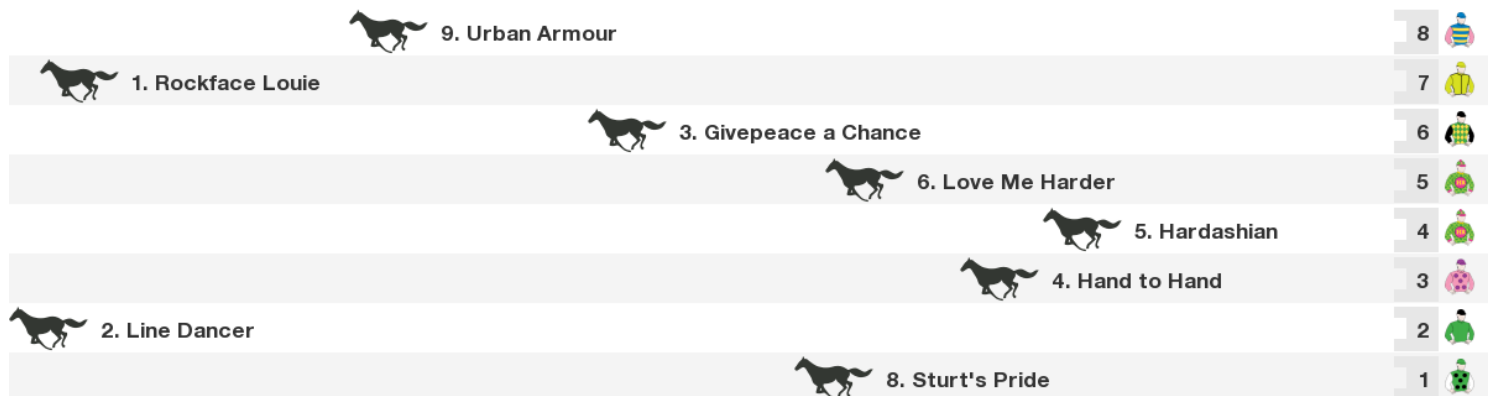 9. Urban Armour 8
1. Rockface Louie 7
3. Givepeace a Chance 6
6. Love Me Harder 5
5. Hardashian 4
4. Hand to Hand 3
2. Line Dancer 2
8. Sturt's Pride 1